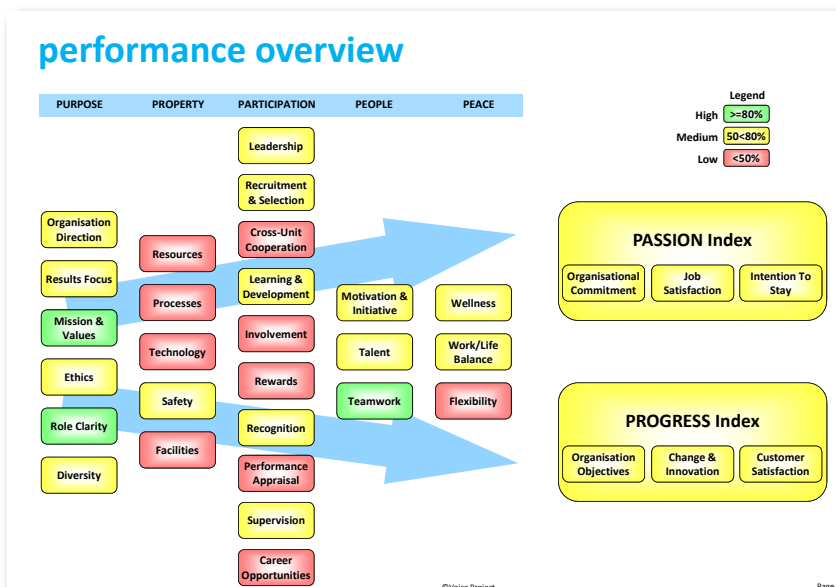 performance overview
PURPOSE PROPERTY PARTICIPATION PEOPLE PEACE
Legend
High >=80%
Medium 50<80%
Low <50%
Organisation
Direction
Results Focus
Mission &
Values
Ethics
Role Clarity
Diversity
Resources
Processes
Technology
Safety
Facilities
Leadership
Recruitment
& Selection
Cross-Unit
Cooperation
Learning &
Development
Involvement
Rewards
Recognition
Performance
Appraisal
Supervision
Career
Opportunities
Motivation &
Initiative
Talent
Teamwork
Wellness
Work/Life
Balance
Flexibility
PASSION Index
Organisational
Commitment
Job
Satisfaction
Intention To
Stay
PROGRESS Index
Organisation
Objectives
Change &
Innovation
Customer
Satisfaction
©Voice Project
Page